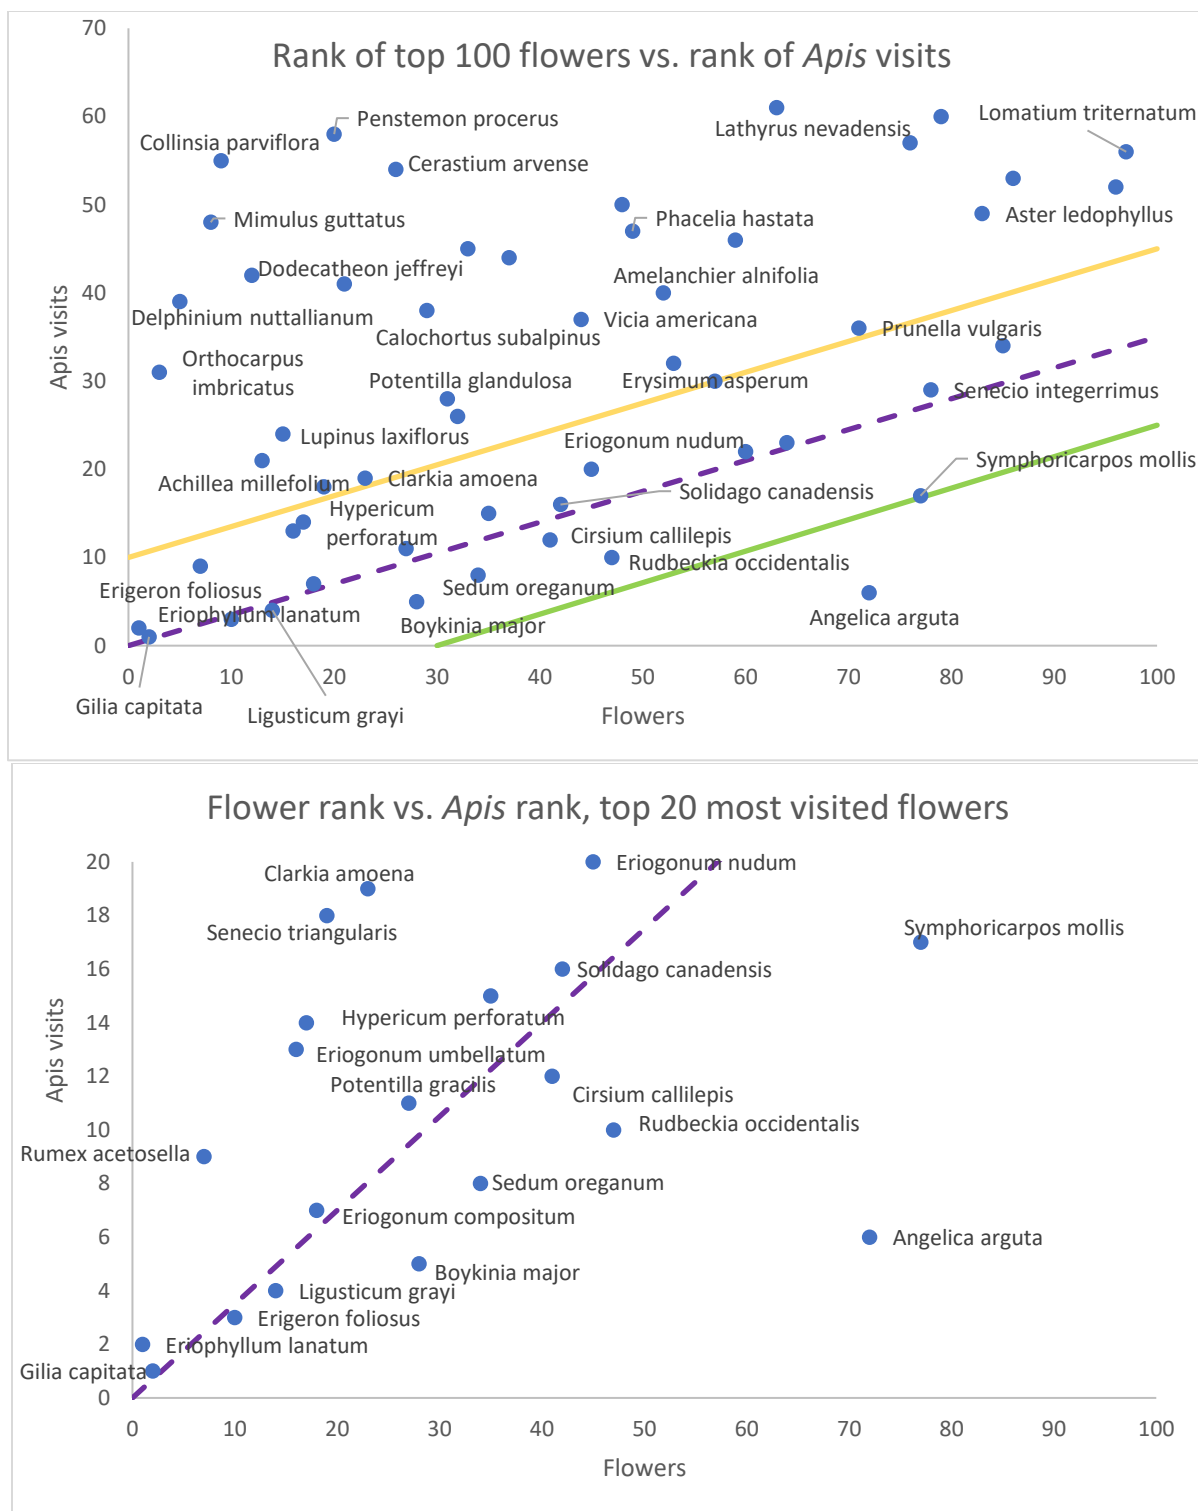 Rank of top 100 flowers vs. rank of Apis visits
70
60
50
40
30
20
10
0
Apis visits
Penstemon procerus
Lomatium triternatum
Lathyrus nevadensis
Collinsia parviflora
Cerastium arvense
Mimulus guttatus
Phacelia hastata
Aster ledophyllus
Dodecatheon jeffreyi
Amelanchier alnifolia
Delphinium nuttallianum
Vicia americana
Calochortus subalpinus
Prunella vulgaris
Orthocarpus
imbricatus
Potentilla glandulosa
Erysimum asperum
Senecio integerrimus
Lupinus laxiflorus
Eriogonum nudum
Symphoricarpos mollis
Achillea millefolium
Clarkia amoena
Solidago canadensis
Hypericum
perforatum
Cirsium callilepis
Rudbeckia occidentalis
Erigeron foliosus
Sedum oreganum
Eriophyllum lanatum
Boykinia major
Angelica arguta
0 10 20 30 40 50 60 70 80 90 100
Gilia capitata
Ligusticum grayi
Flowers
Flower rank vs. Apis rank, top 20 most visited flowers
20
18
16
14
12
10
8
6
4
2
0
Apis visits
Eriogonum nudum
Clarkia amoena
Senecio triangularis
Symphoricarpos mollis
Solidago canadensis
Hypericum perforatum
Eriogonum umbellatum
Potentilla gracilis
Cirsium callilepis
Rudbeckia occidentalis
Rumex acetosella
Sedum oreganum
Eriogonum compositum
Angelica arguta
Boykinia major
Ligusticum grayi
Erigeron foliosus
Eriophyllum lanatum
Gilia capitata
0 10 20 30 40 50 60 70 80 90 100
Flowers